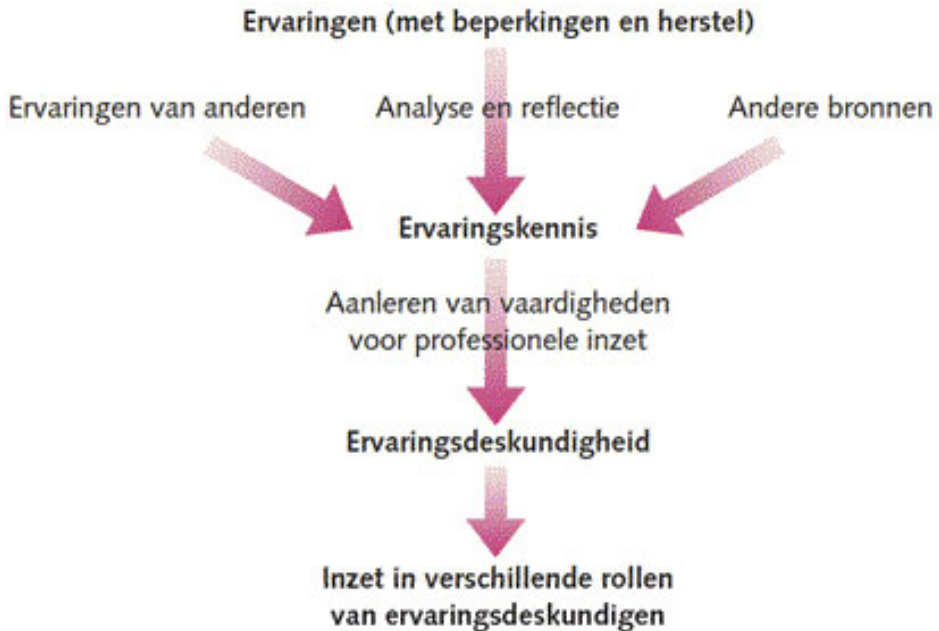 Ervaringen (met beperkingen en herstel)
Ervaringen van anderen
Analyse en reflectie
Andere bronnen
Ervaringskennis
Aanleren van vaardigheden
voor professionele inzet
Ervaringsdeskundigheid
Inzet in verschillende rollen
van ervaringsdeskundigen